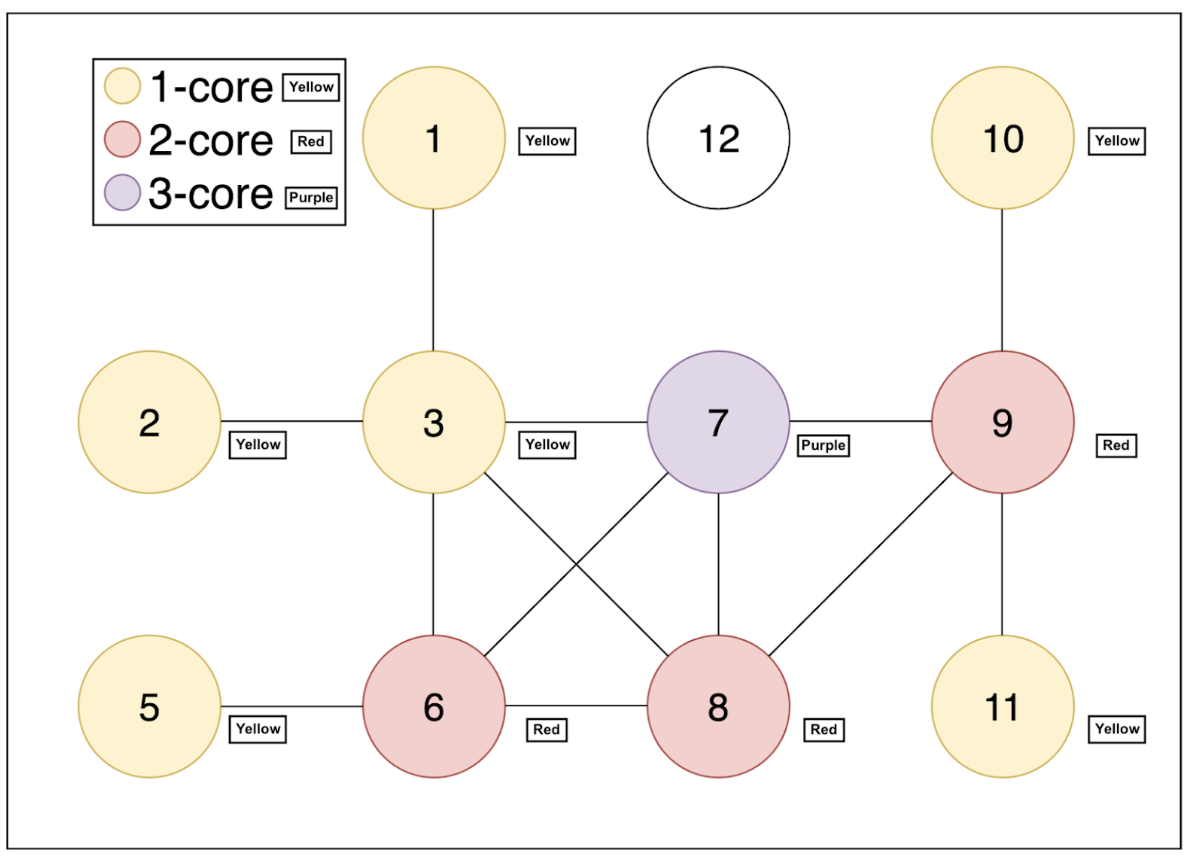 1-core Yellow
2-core Red
3-core Purple
1 Yellow
12
10 Yellow
2 Yellow
3 Yellow
7 Purple
9 Red
5 Yellow
6 Red
8 Red
11 Yellow